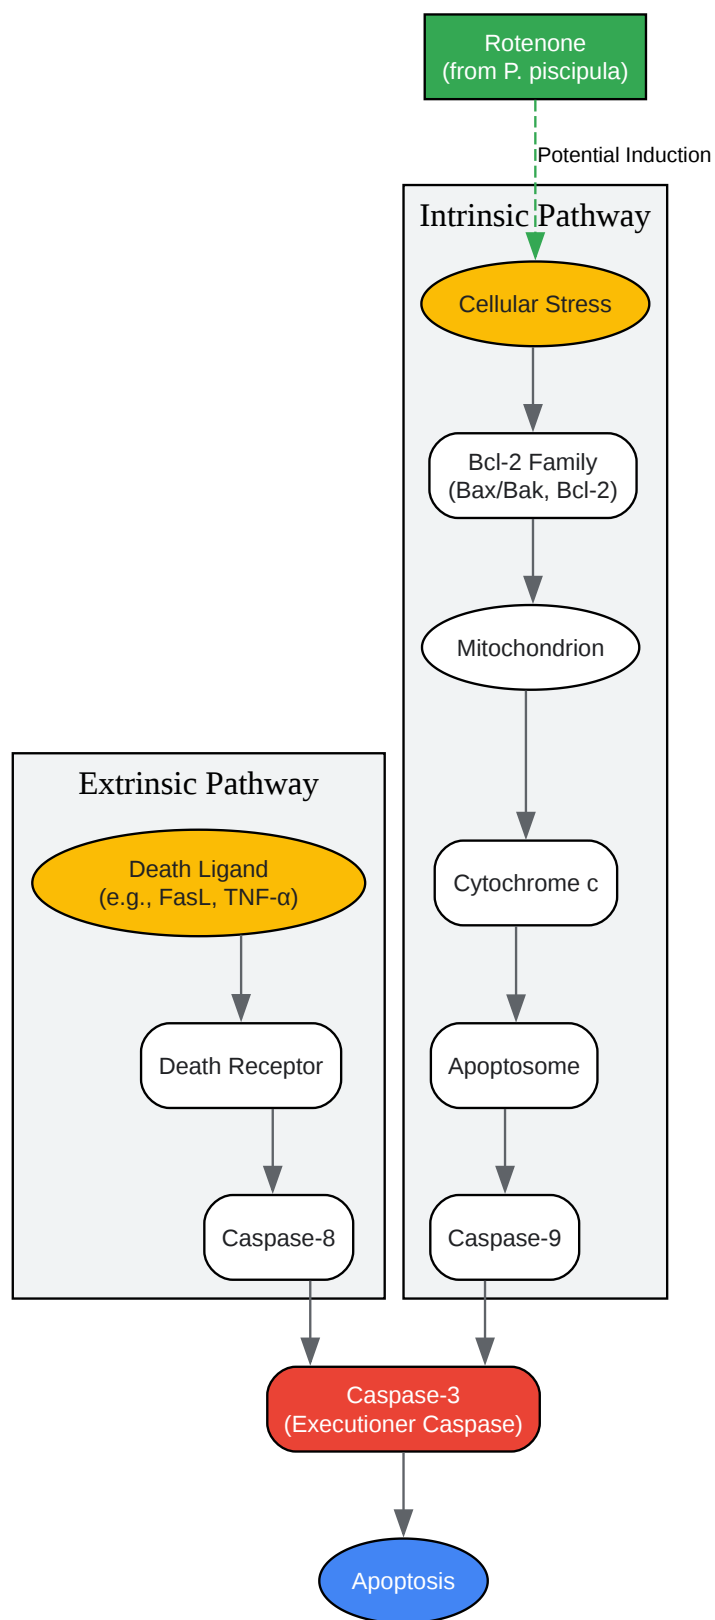 Rotenone
(from P. piscipula)
Potential Induction
Intrinsic Pathway
Cellular Stress
Bcl-2 Family
(Bax/Bak, Bcl-2)
Mitochondrion
Extrinsic Pathway
Death Ligand
(e.g., FasL, TNF-α)
Cytochrome c
Death Receptor
Apoptosome
Caspase-8
Caspase-9
Caspase-3
(Executioner Caspase)
Apoptosis